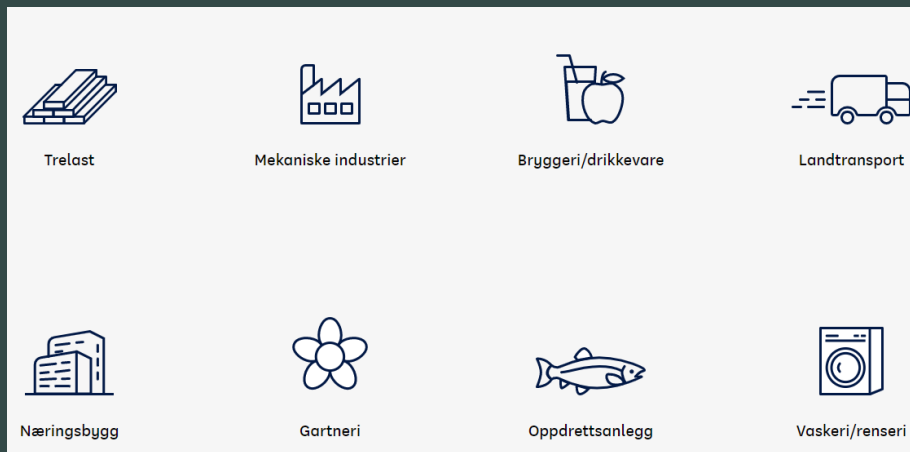 Trelast
Mekaniske industrier
Bryggeri/drikkevare
Landtransport
Næringsbygg
Gartneri
Oppdrettsanlegg
Vaskeri/renseri